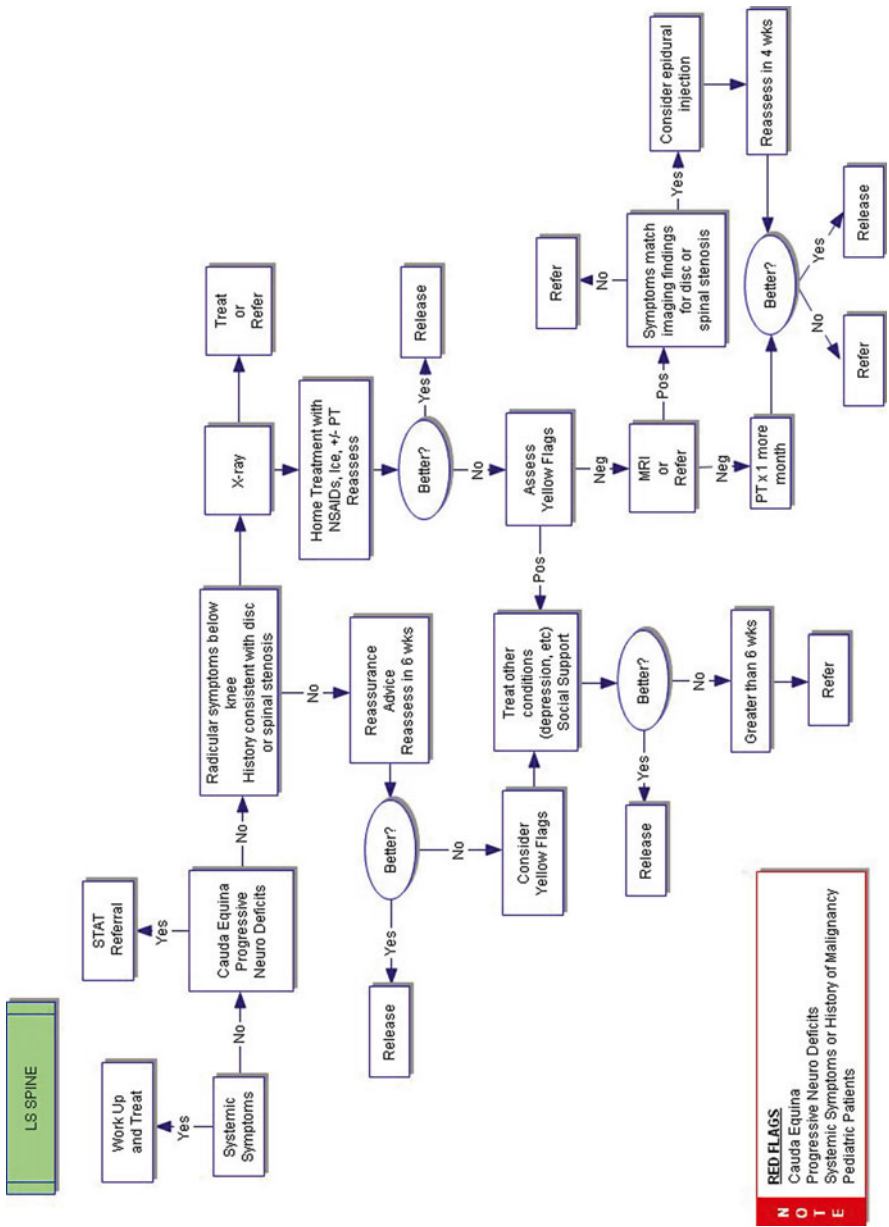 LS SPINE
Work Up
and Treat
Yes
Systemic
Symptoms
No
STAT
Referral
Yes
Cauda Equina
Progressive
Neuro Deficits
No
Radicular symptoms below
knee
History consistent with disc
or spinal stenosis
X-ray
Treat
or
Refer
Home Treatment with
NSAIDs, Ice, +/- PT
Reassess
Better?
Yes
Release
No
No
Reassurance
Advice
Reassess in 6 wks
Better?
Yes
Release
No
Consider
Yellow Flags
Assess
Yellow Flags
Pos
Treat other
conditions
(depression, etc)
Social Support
Better?
Yes
Release
No
Greater than 6 wks
Refer
Neg
MRI
or
Refer
Pos
Symptoms match
imaging findings
for disc or
spinal stenosis
No
Refer
Yes
Consider epidural
injection
Reassess in 4 wks
Neg
PT x 1 more
month
Better?
No
Refer
Yes
Release
NOTE
RED FLAGS
Cauda Equina
Progressive Neuro Deficits
Systemic Symptoms or History of Malignancy
Pediatric Patients